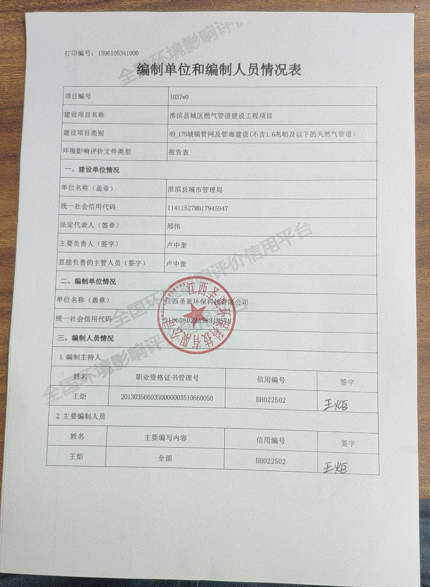 打印编号：1596105341000
编制单位和编制人员情况表
项目编号 1037w0
建设项目名称 淮滨县城区燃气管道建设工程项目
建设项目类别 49_175城镇管网及管廊建设(不含1.6兆帕及以下的天然气管道)
环境影响评价文件类型 报告表
一、建设单位情况
单位名称（盖章） 淮滨县城市管理局
统一社会信用代码 11411527MB17945947
法定代表人（签章） 邢伟
主要负责人（签字） 卢中奎
直接负责的主管人员（签字） 卢中奎
二、编制单位情况
单位名称（盖章） 江西圣 环保科技有限公司
统一社会信用代码
三、编制人员情况
1.编制主持人
姓名 职业资格证书管理号 信用编号 签字
王炬 2013035660350000003510660050 BH022502 王炬
2 主要编制人员
姓名 主要编写内容 信用编号 签字
王炬 全部 BH022502 王炬